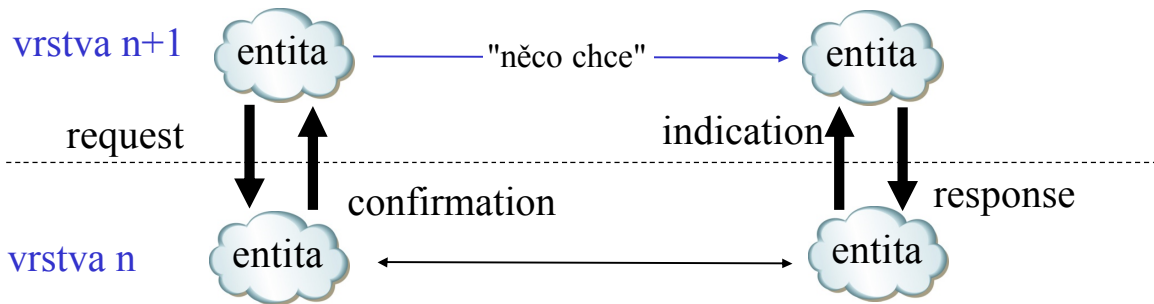 vrstva n+1
entita
"něco chce"
entita
request
indication
confirmation
response
vrstva n
entita
entita